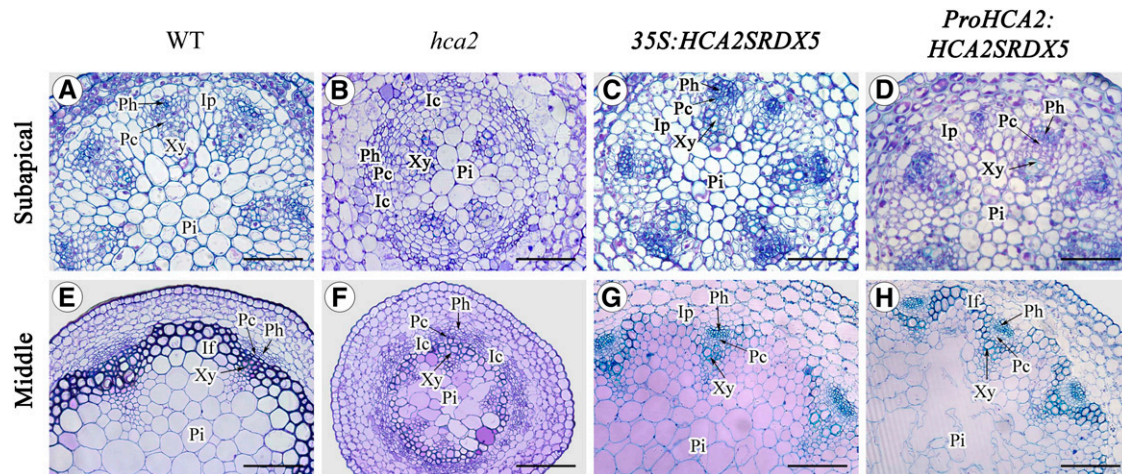 WT
hca2
35S:HCA2SRDX5
ProHCA2:
HCA2SRDX5
Subapical
A
Ph
Ip
Pc
Xy
Pi
B
Ic
Ph
Xy
Pc
Pi
Ic
C
Ph
Pc
Ip
Xy
Pi
D
Ph
Pc
Ip
Xy
Pi
Middle
E
Pc
Ph
If
Xy
Pi
F
Ph
Pc
Ic
Ic
Xy
Pi
G
Ph
Ip
Pc
Xy
Pi
H
If
Ph
Pc
Xy
Pi